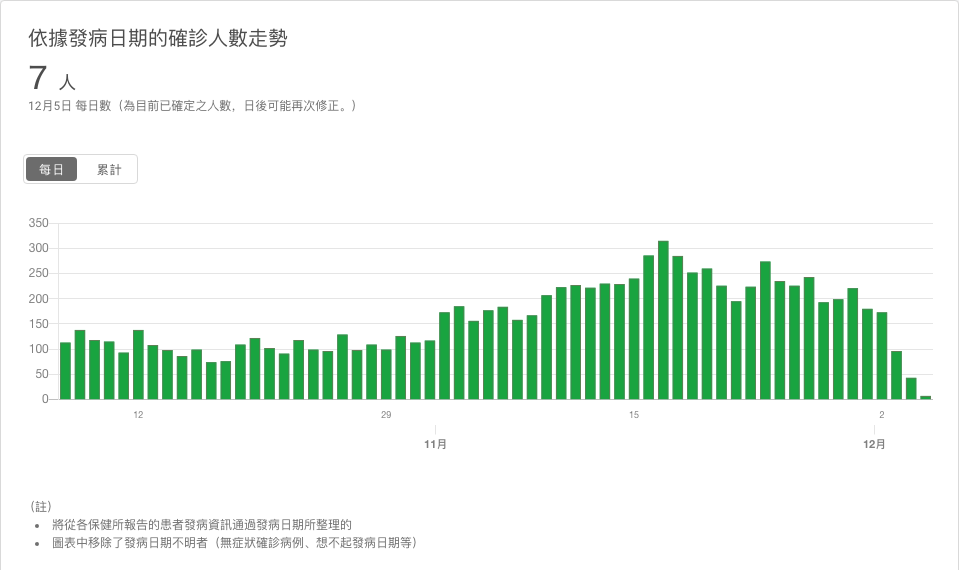 依據發病日期的確診人數走勢
7 人
12月5日 每日數（為目前已確定之人數，日後可能再次修正。）
每日 累計
350
300
250
200
150
100
50
0
12 29 15 2
11月 12月
（註）
• 將從各保健所報告的患者發病資訊通過發病日期所整理的
• 圖表中移除了發病日期不明者（無症狀確診病例、想不起發病日期等）